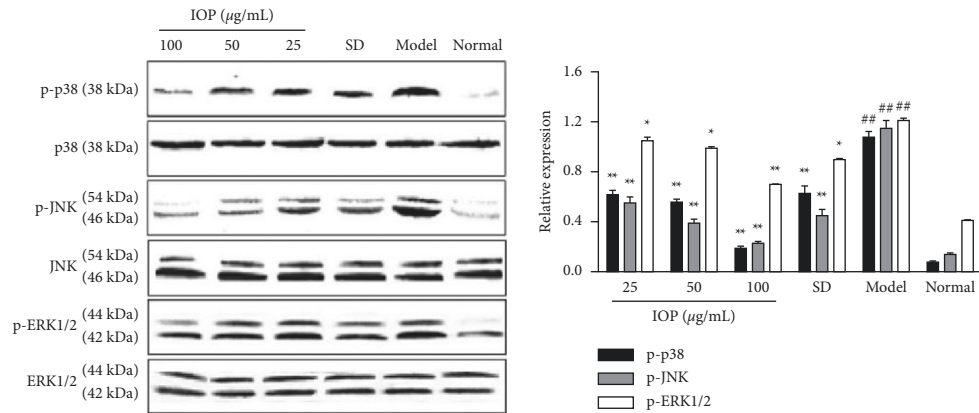 IOP (μg/mL)
100 50 25 SD Model Normal
p-p38 (38 kDa)
p38 (38 kDa)
(54 kDa)
p-JNK
(46 kDa)
(54 kDa)
JNK
(46 kDa)
(44 kDa)
p-ERK1/2
(42 kDa)
(44 kDa)
ERK1/2
(42 kDa)
Relative expression
1.6
1.2
0.8
0.4
0.0
** ** *
** ** *
** **
** ** *
## ## ##
25 50 100 SD Model Normal
IOP (μg/mL)
p-p38
p-JNK
p-ERK1/2